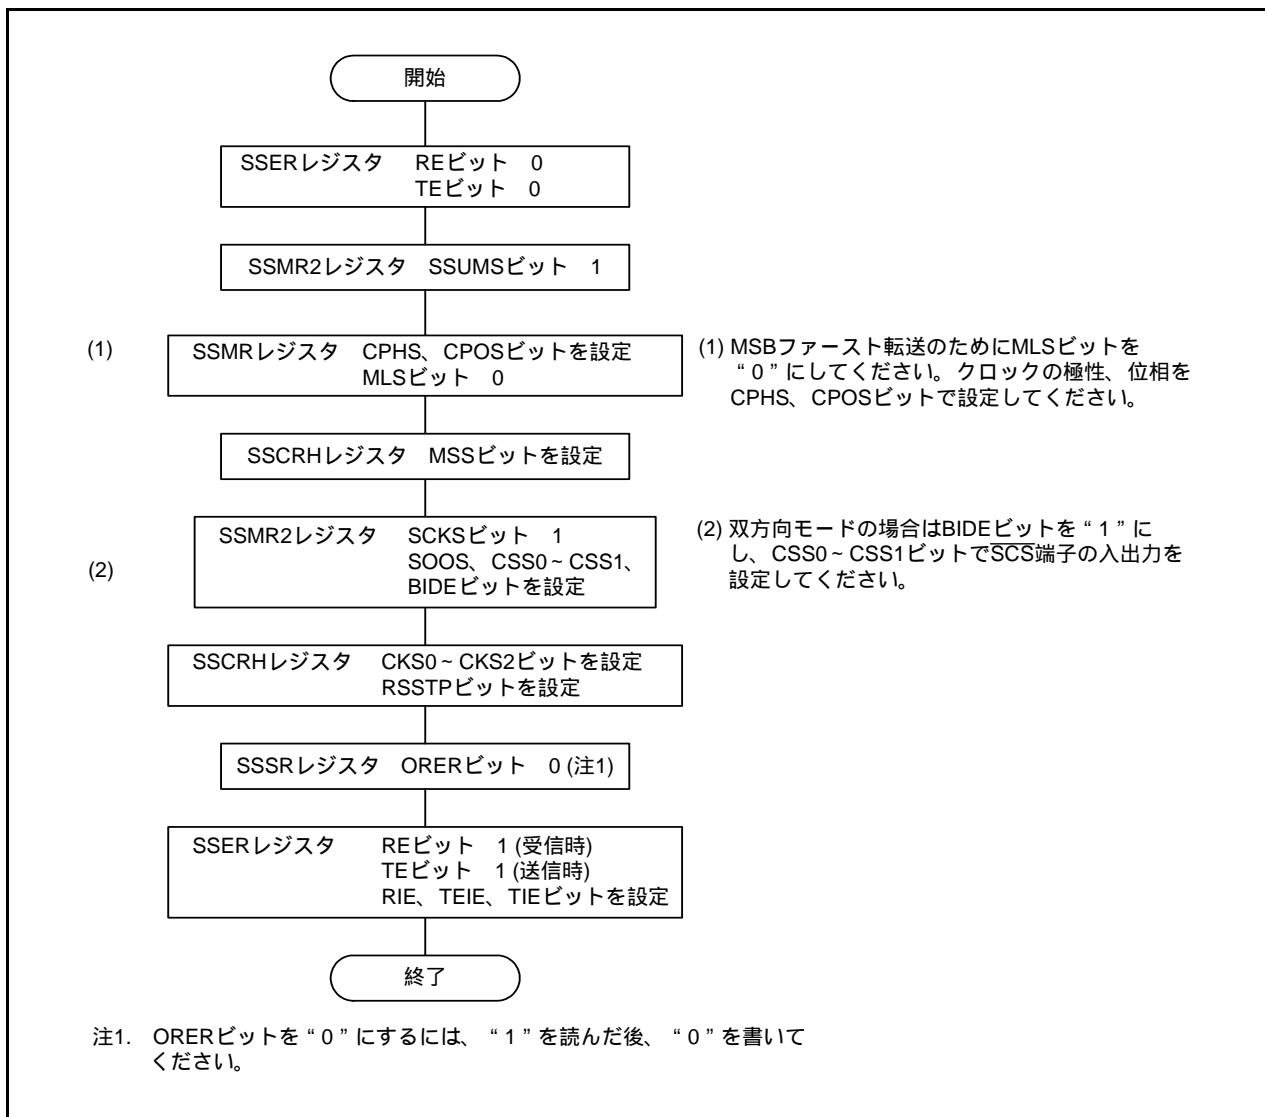 開始
SSERレジスタ REビット 0
TEビット 0
SSMR2レジスタ SSUMSビット 1
(1)
SSMRレジスタ CPHS、CPOSビットを設定
MLSビット 0
(1) MSBファースト転送のためにMLSビットを
“0”にしてください。クロックの極性、位相を
CPHS、CPOSビットで設定してください。
SSCRHレジスタ MSSビットを設定
(2)
SSMR2レジスタ SCKSビット 1
SOOS、CSS0~CSS1、
BIDEビットを設定
(2) 双方向モードの場合はBIDEビットを“1”に
し、CSS0~CSS1ビットでSCS端子の入出力を
設定してください。
SSCRHレジスタ CKS0~CKS2ビットを設定
RSSTPビットを設定
SSSRレジスタ ORERビット 0 (注1)
SSERレジスタ REビット 1 (受信時)
TEビット 1 (送信時)
RIE、TEIE、TIEビットを設定
終了
注1. ORERビットを“0”にするには、“1”を読んだ後、“0”を書いて
ください。